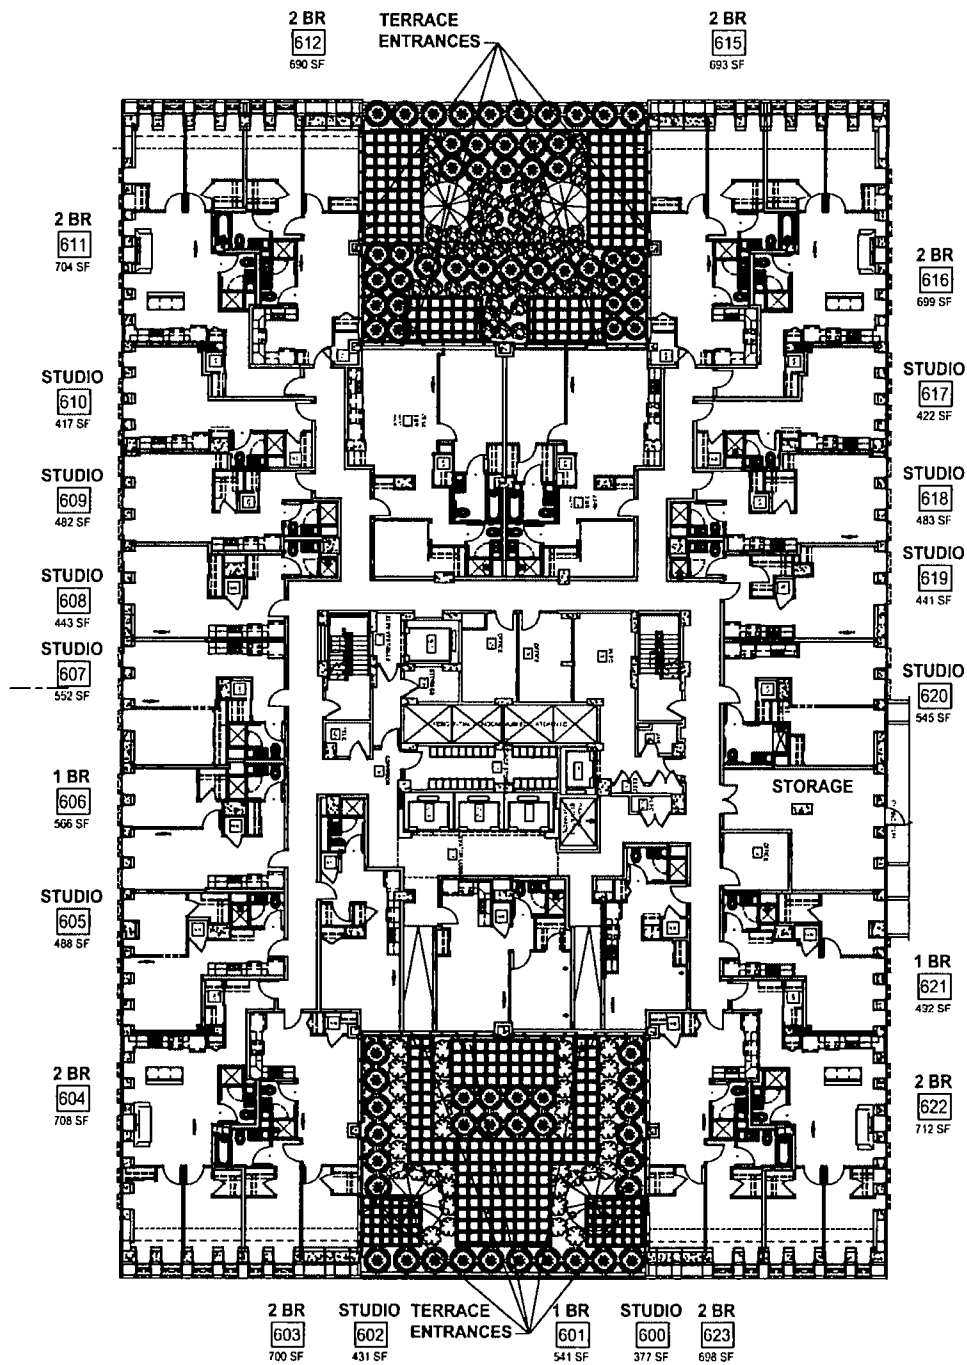 2 BR
612
690 SF
TERRACE
ENTRANCES
2 BR
615
693 SF
2 BR
611
704 SF
2 BR
616
699 SF
STUDIO
610
417 SF
STUDIO
617
422 SF
STUDIO
609
482 SF
STUDIO
618
483 SF
STUDIO
608
443 SF
STUDIO
619
441 SF
STUDIO
607
552 SF
STUDIO
620
545 SF
1 BR
606
566 SF
STORAGE
STUDIO
605
488 SF
1 BR
621
492 SF
2 BR
604
708 SF
2 BR
622
712 SF
2 BR
603
700 SF
STUDIO
602
431 SF
TERRACE
ENTRANCES
1 BR
601
541 SF
STUDIO
600
377 SF
2 BR
623
698 SF
OFFICE
OFFICE
OFFICE